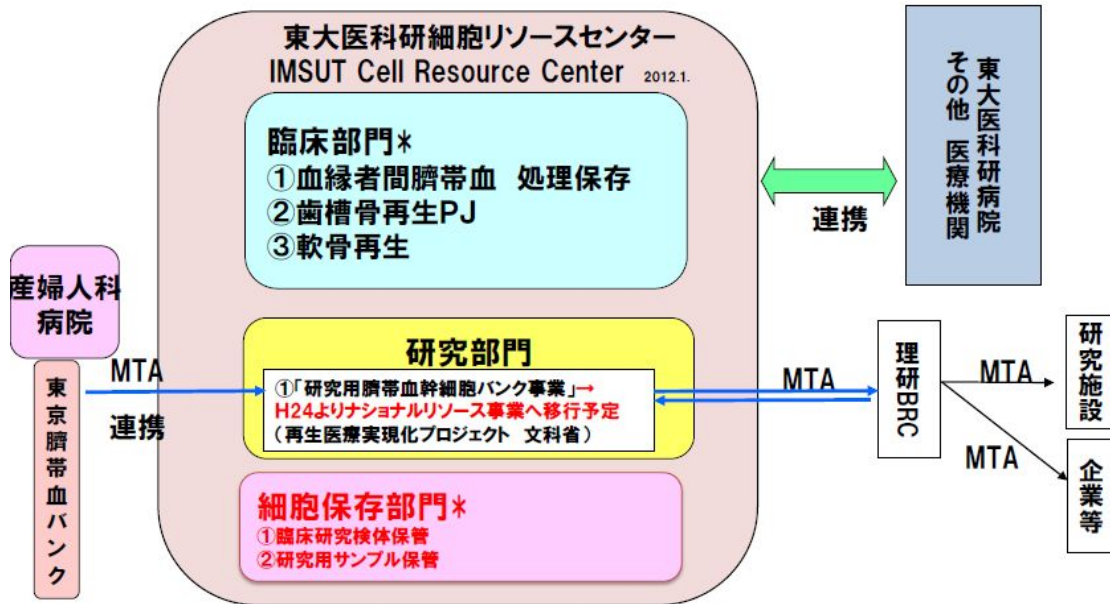 東大医科研細胞リソースセンター
IMSUT Cell Resource Center 2012.1.
臨床部門*
①血縁者間臍帯血 処理保存
②歯槽骨再生PJ
③軟骨再生
連携
東大医科研病院
その他 医療機関
産婦人科
病院
東京臍帯血バンク
MTA
連携
研究部門
①「研究用臍帯血幹細胞バンク事業」→
H24よりナショナルリソース事業へ移行予定
(再生医療実現化プロジェクト 文科省)
MTA
理研BRC
MTA
研究施設
MTA
企業等
細胞保存部門*
①臨床研究検体保管
②研究用サンプル保管